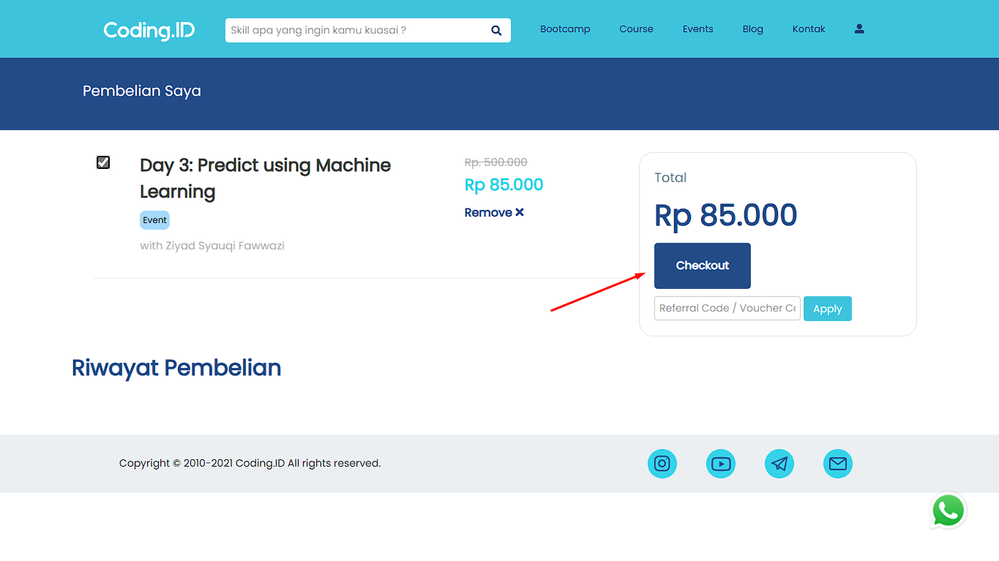 Coding.ID
Skill apa yang ingin kamu kuasai ?
Bootcamp
Course
Events
Blog
Kontak
Pembelian Saya
Day 3: Predict using Machine
Learning
Event
with Ziyad Syauqi Fawwazi
Rp. 500.000
Rp 85.000
Remove
Total
Rp 85.000
Checkout
Referral Code / Voucher Co
Apply
Riwayat Pembelian
Copyright © 2010-2021 Coding.ID All rights reserved.